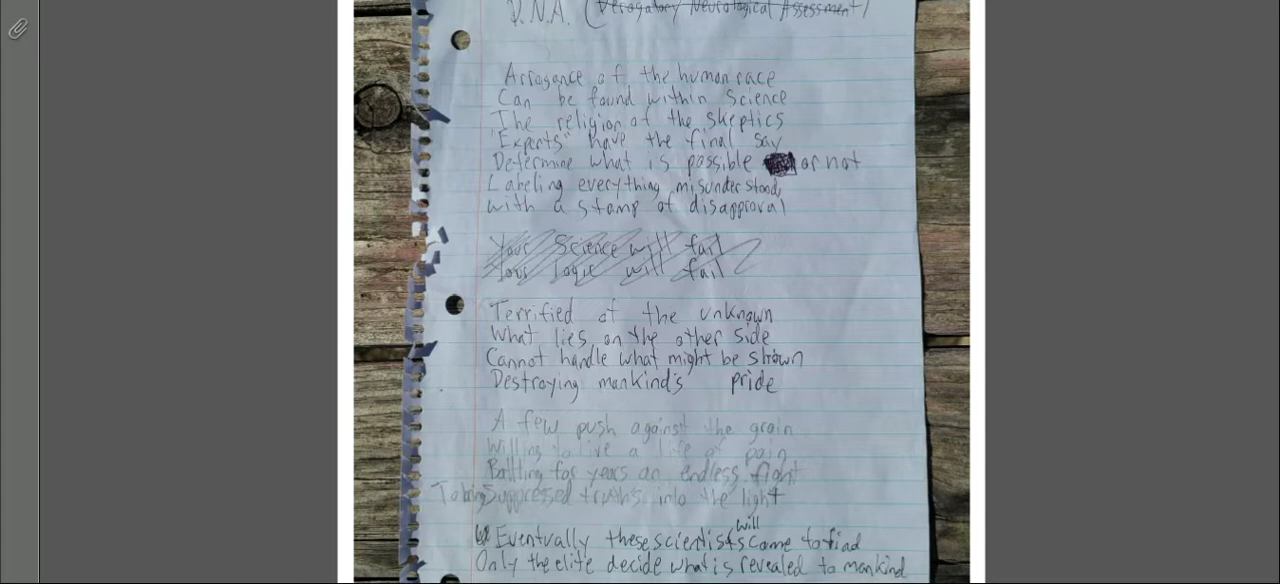 D.N.A. (Derogatory Neurological Assessment)
Arrogance of the human race
Can be found within Science
The religion of the skeptics
"Experts" have the final say
Determine what is possible or not
Labeling everything misunderstood
With a stamp of disapproval
Your Science will fail
Your logic will fail
Terrified of the unknown
What lies on the other side
Cannot handle what might be shown
Destroying mankind's pride
A few push against the grain
Willing to live a life of pain
Battling for years an endless fight
To bring suppressed truths into the light
Eventually these scientists will come to find
Only the elite decide what is revealed to mankind